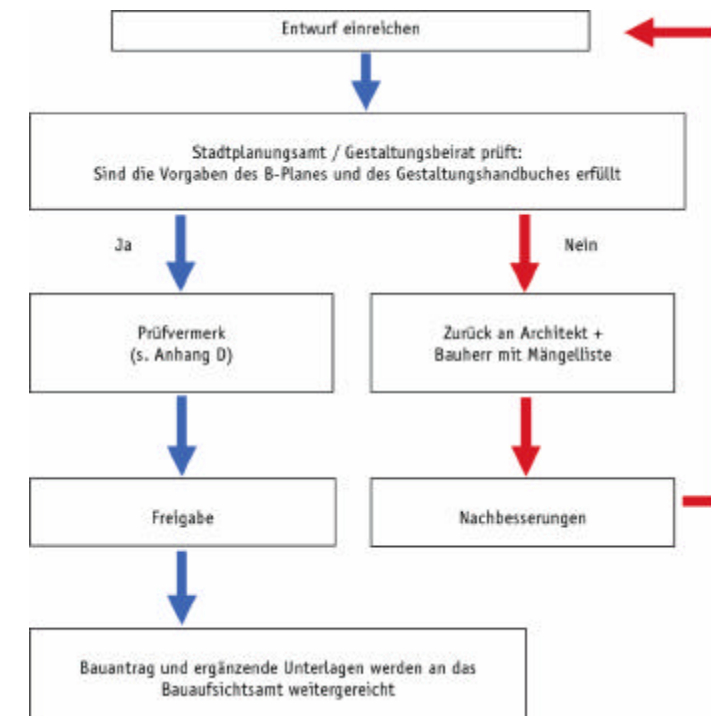 Entwurf einreichen
Stadtplanungsamt / Gestaltungsbeirat prüft:
Sind die Vorgaben des B-Planes und des Gestaltungshandbuches erfüllt
Ja
Nein
Prüfvermerk
(s. Anhang D)
Zurück an Architekt +
Bauherr mit Mängelliste
Freigabe
Nachbesserungen
Bauantrag und ergänzende Unterlagen werden an das
Bauaufsichtsamt weitergereicht